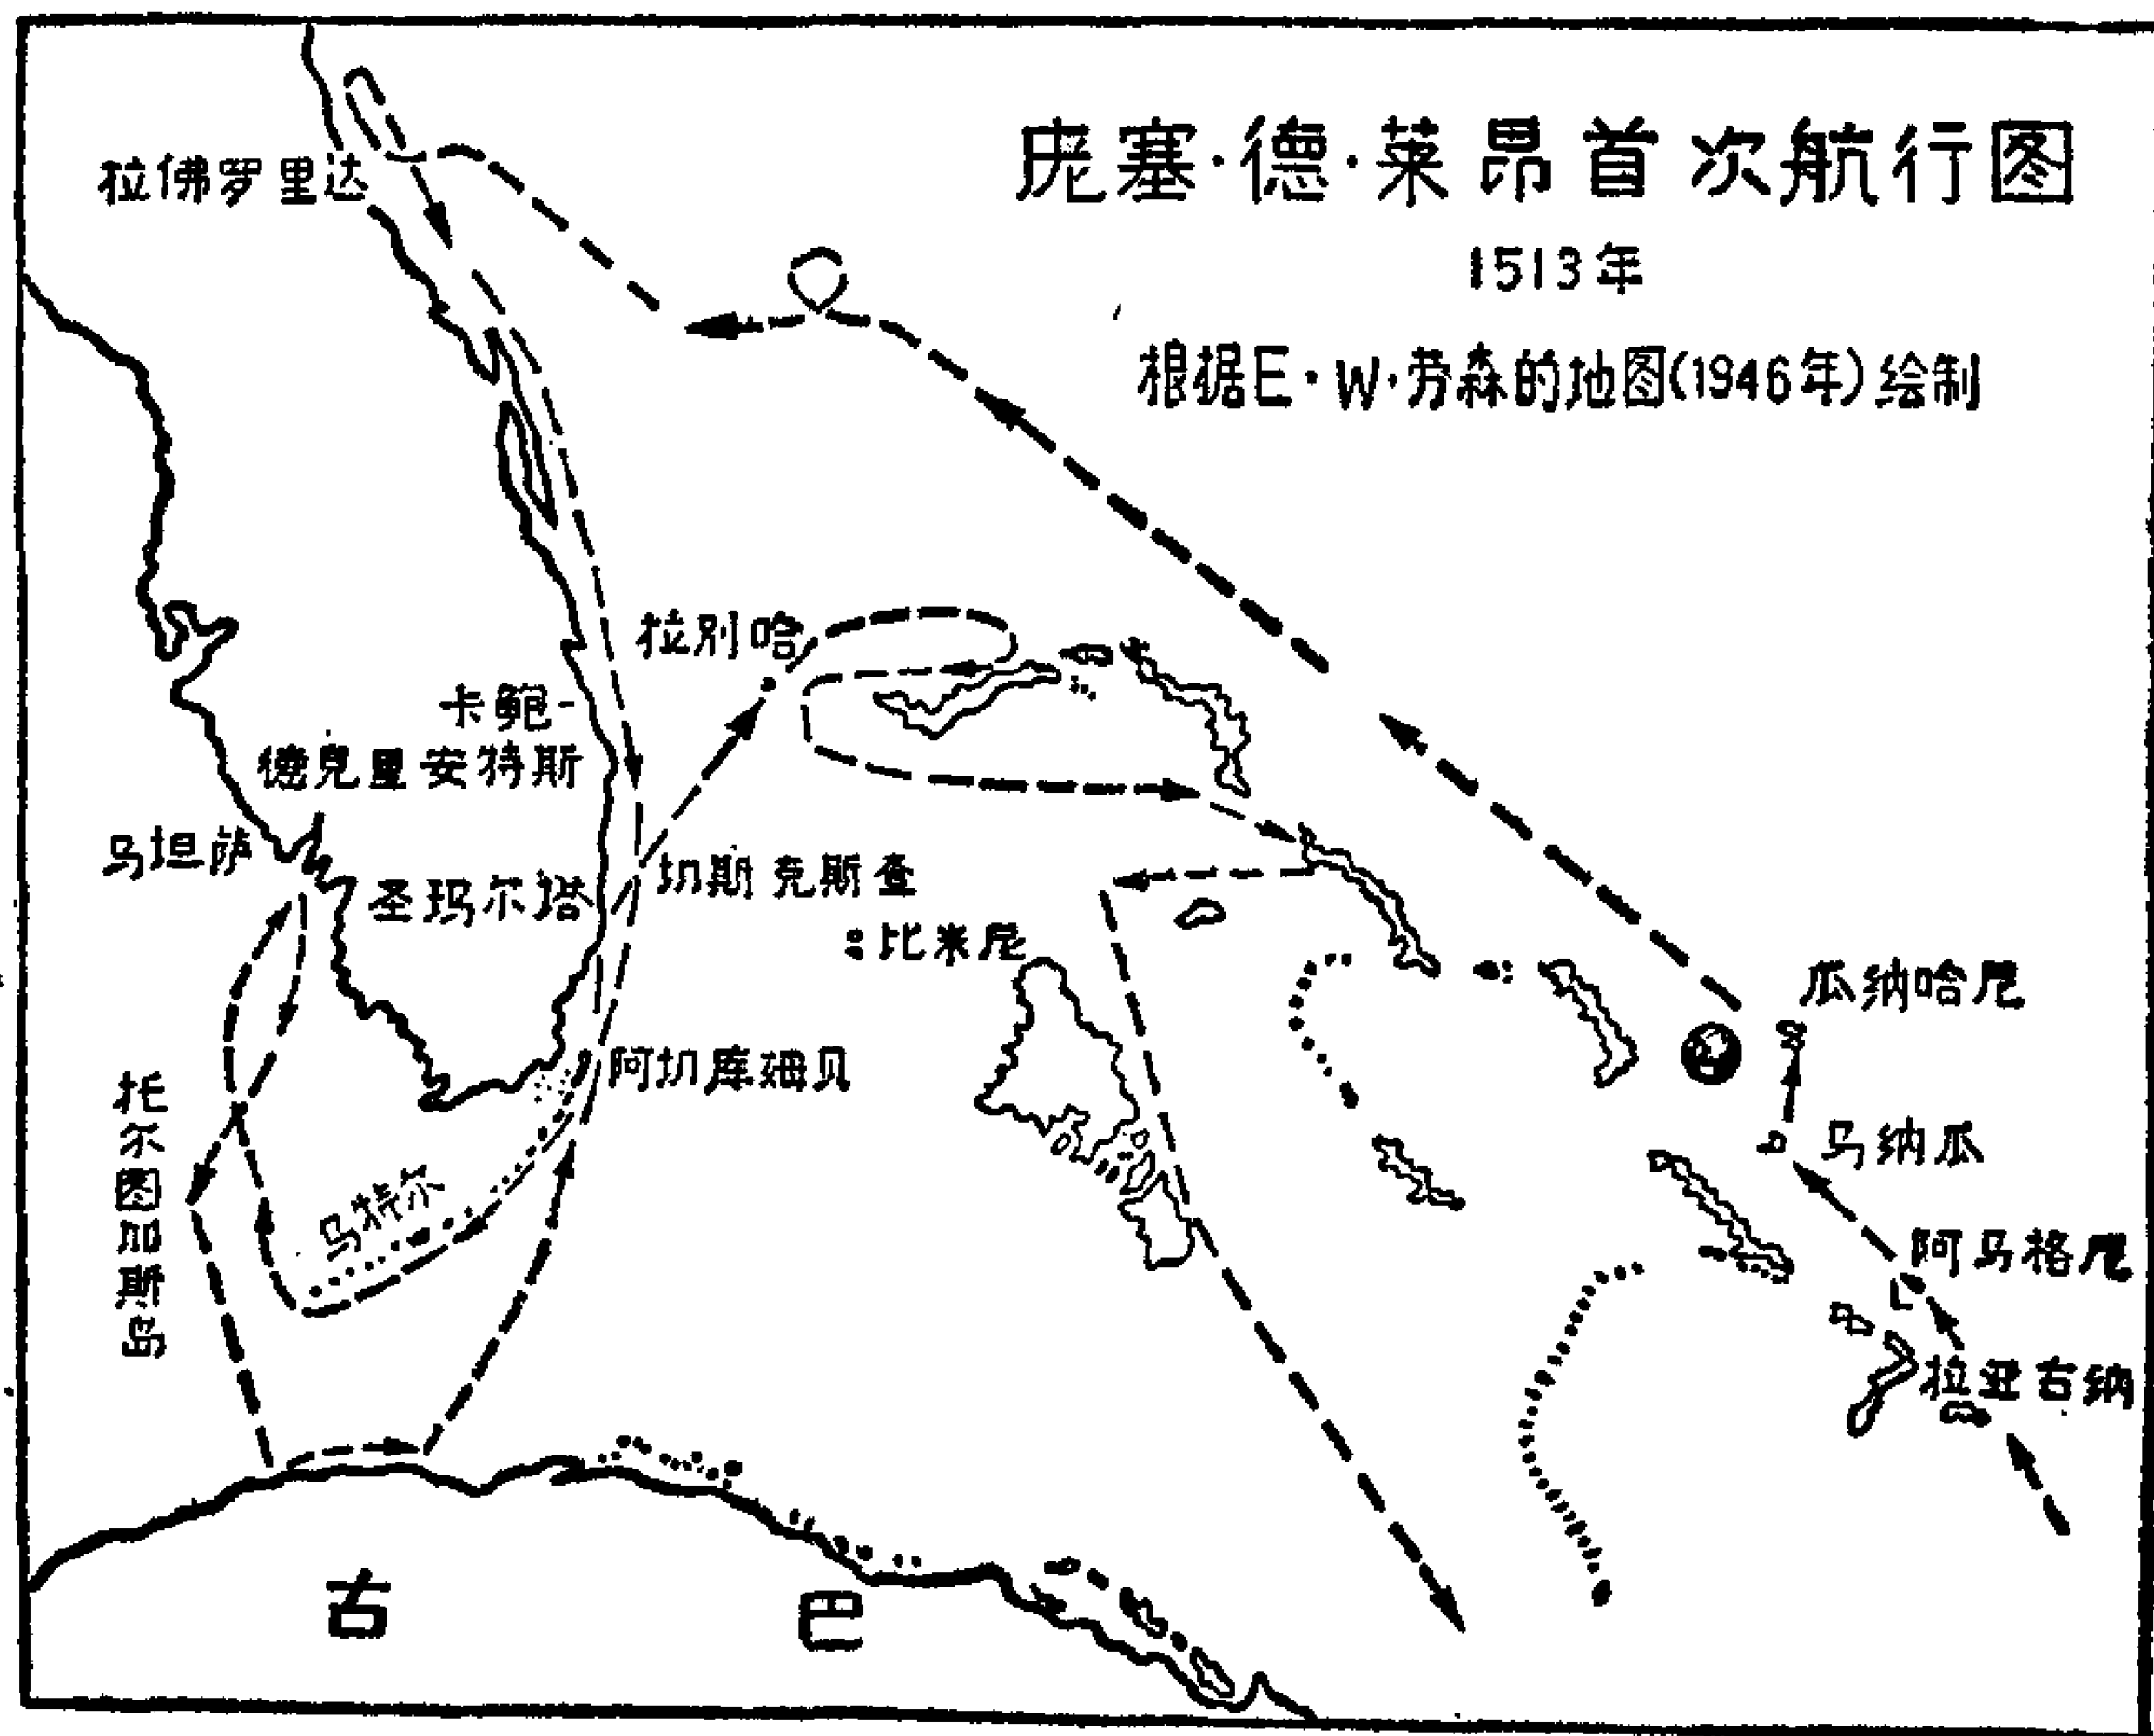 庞塞·德·莱昂首次航行图
1513年
根据E·W·劳森的地图(1946年)绘制
拉佛罗里达
拉别哈
卡鲍-
德克里安特斯
马坦萨
圣玛尔塔
切斯克斯查
比米尼
瓜纳哈尼
阿切库姆贝
马纳瓜
托尔图加斯岛
马特尔
阿马格尼
拉亚古纳
古巴